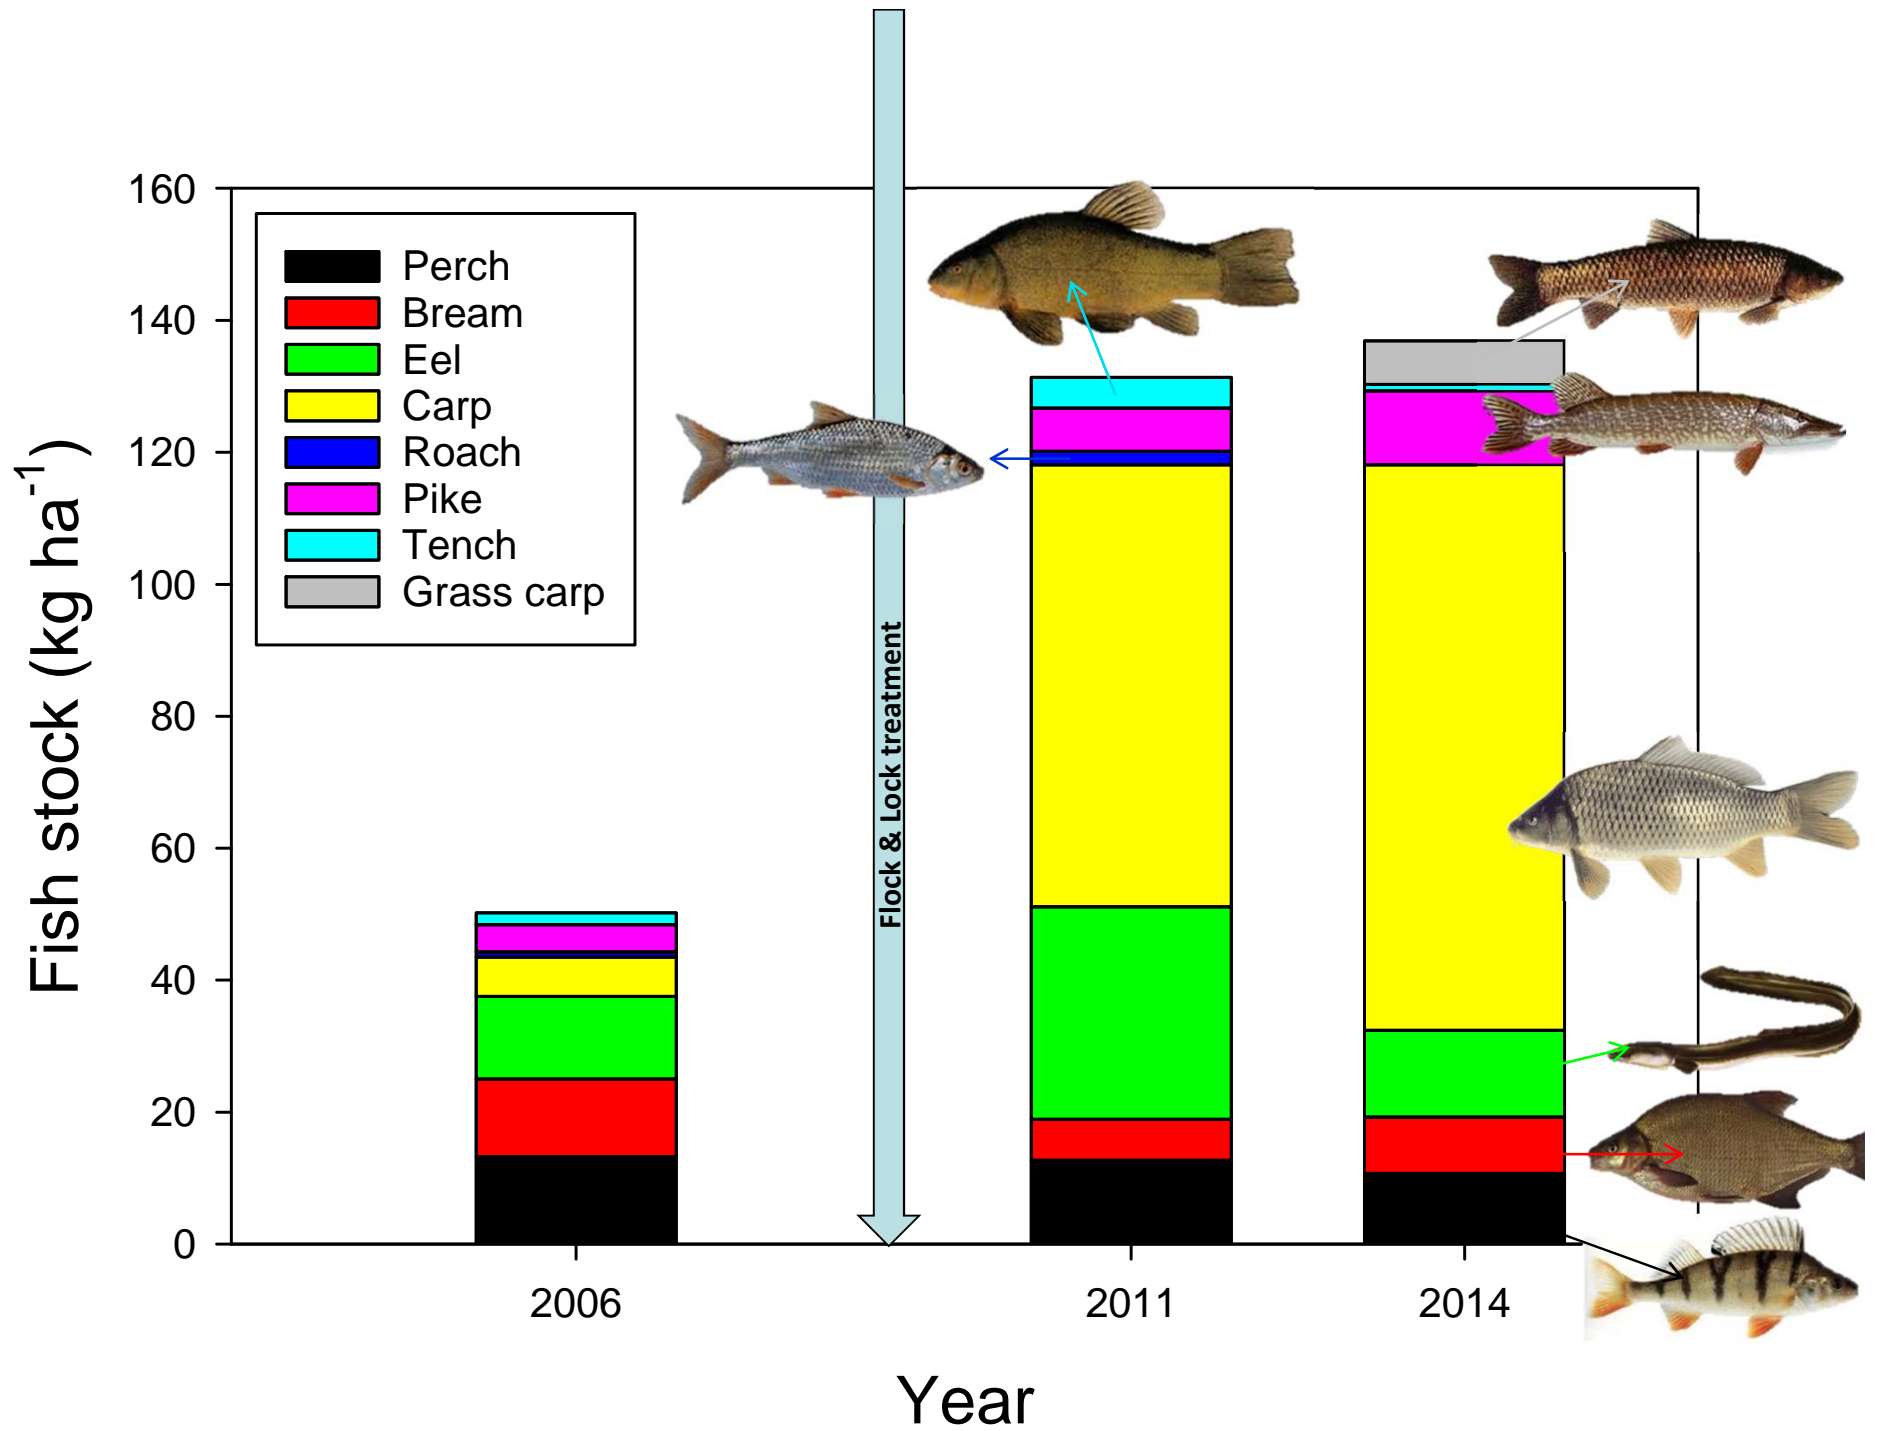 160
140
120
100
80
60
40
20
0
Fish stock (kg ha⁻¹)
Perch
Bream
Eel
Carp
Roach
Pike
Tench
Grass carp
Flock & Lock treatment
2006
2011
2014
Year